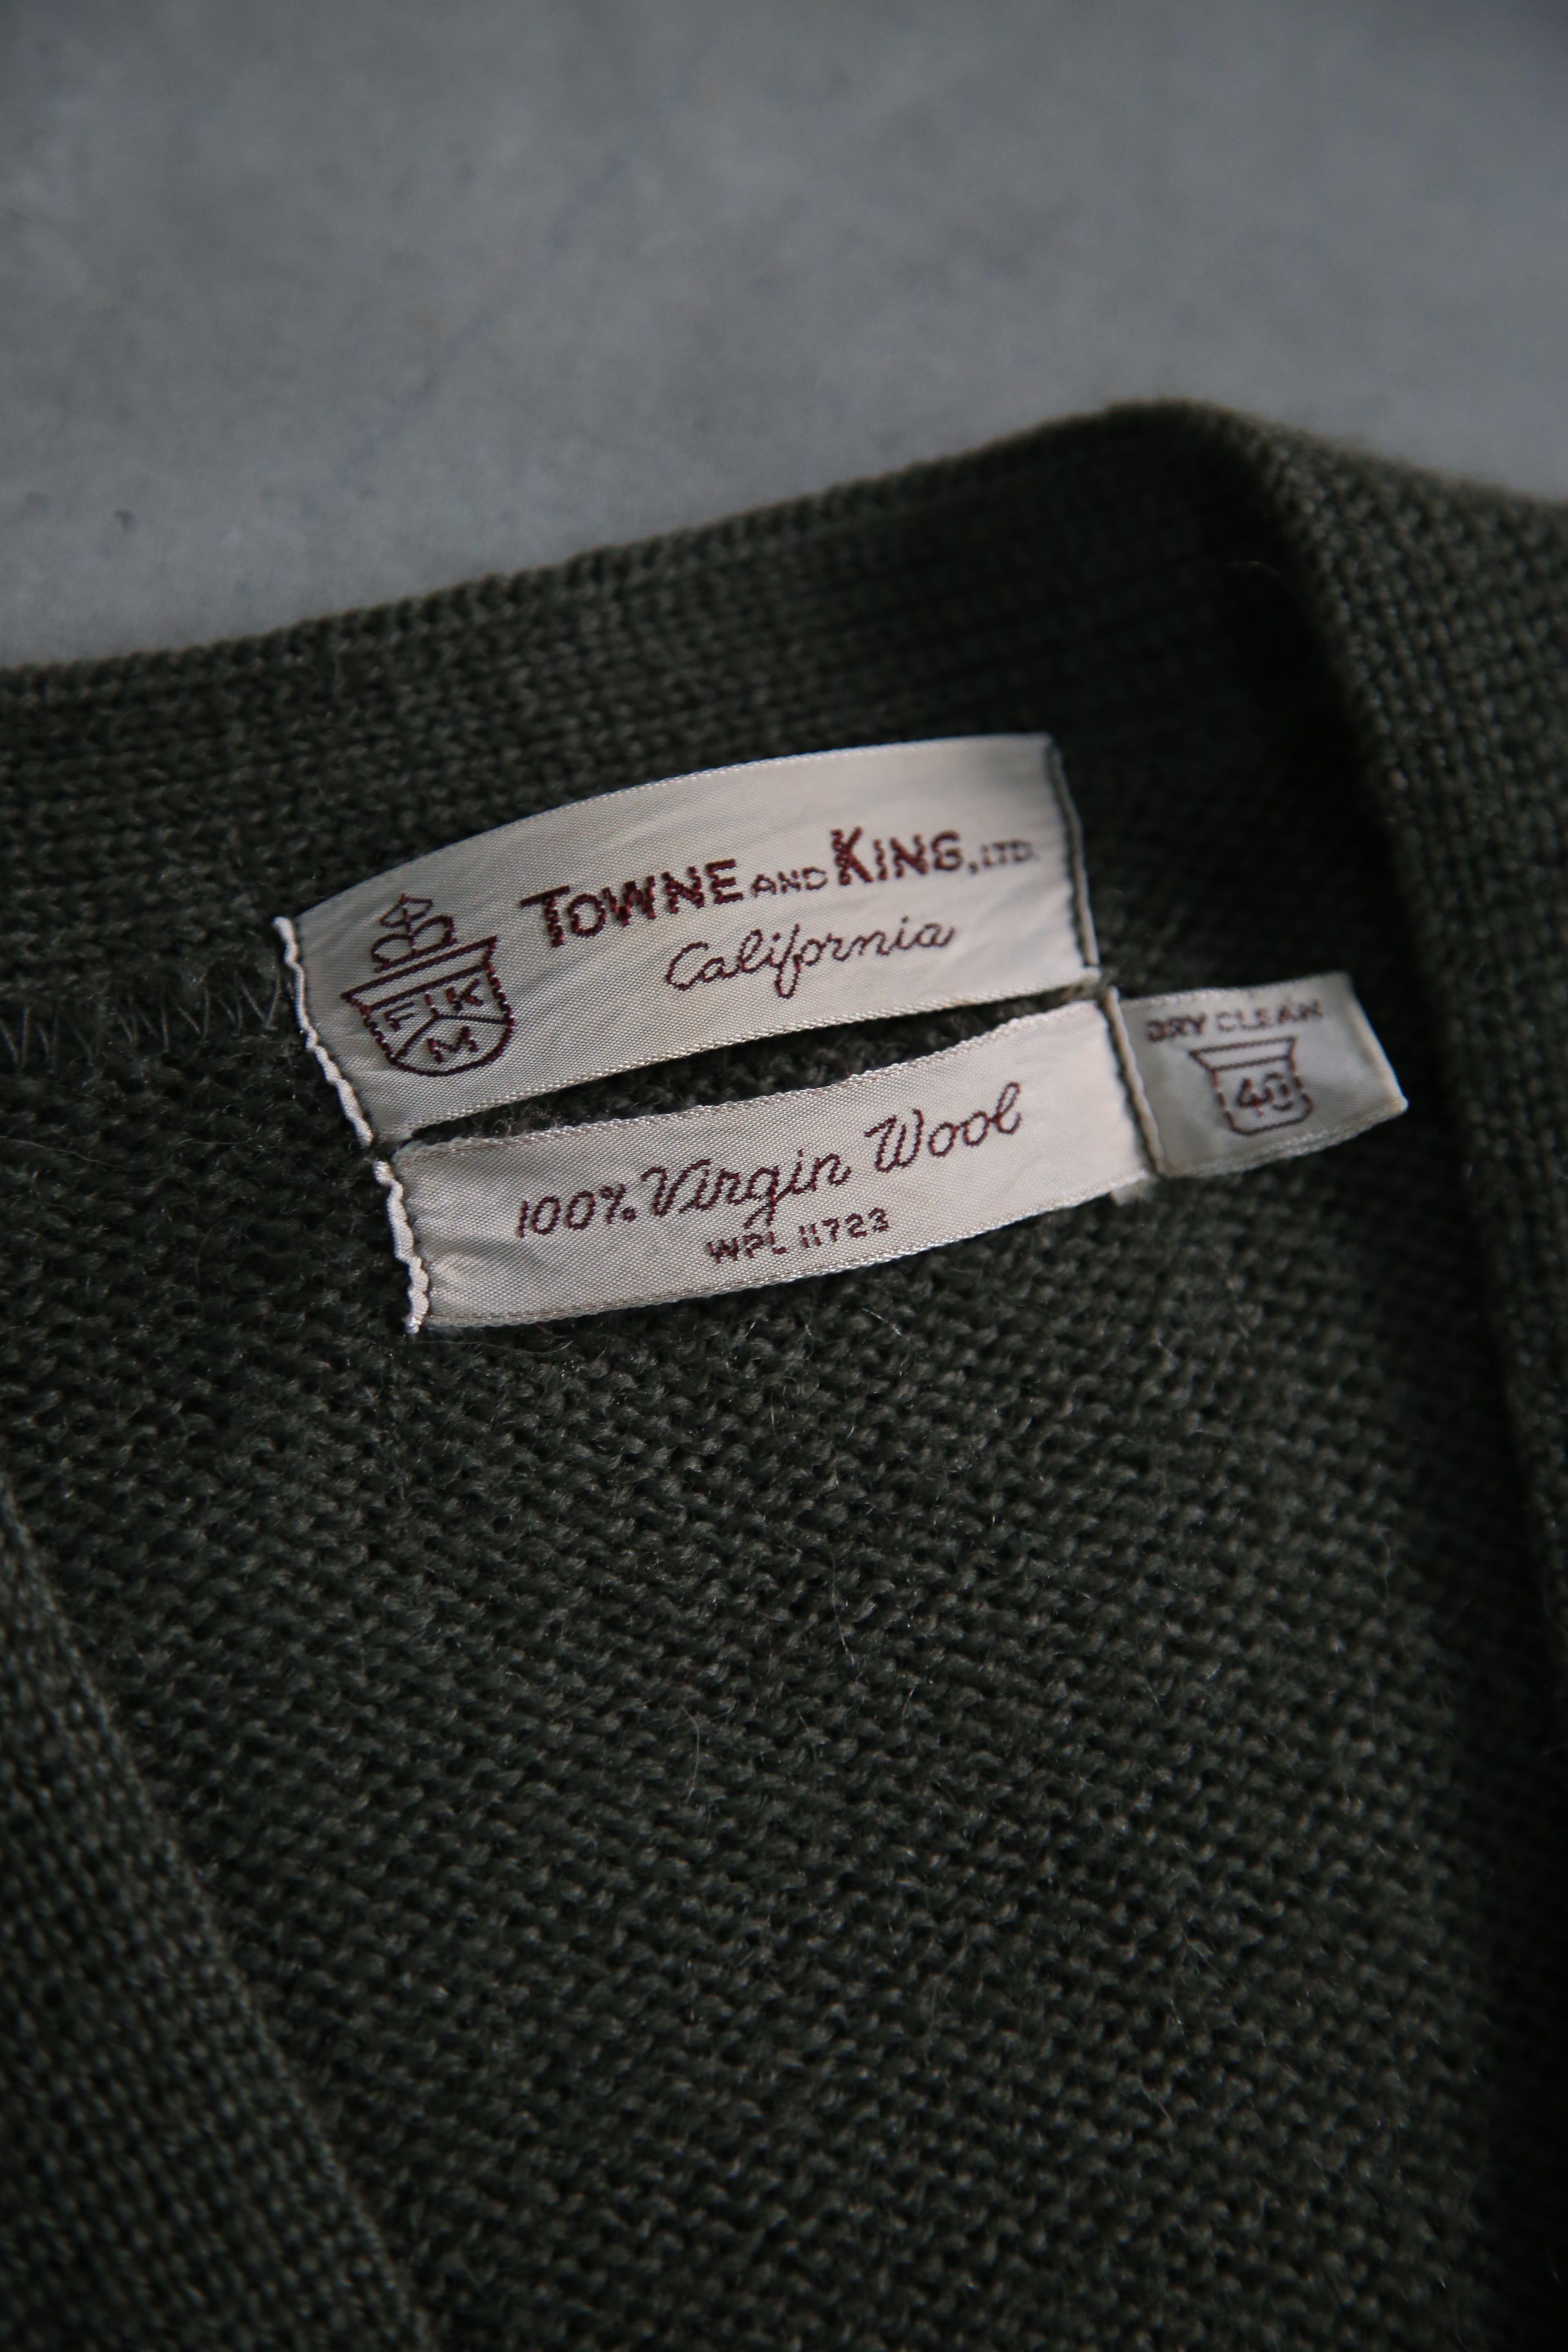 TOWNE AND KING, LTD.
California
K
M
100% Virgin Wool
WPL 11723
DRY CLEAN
40